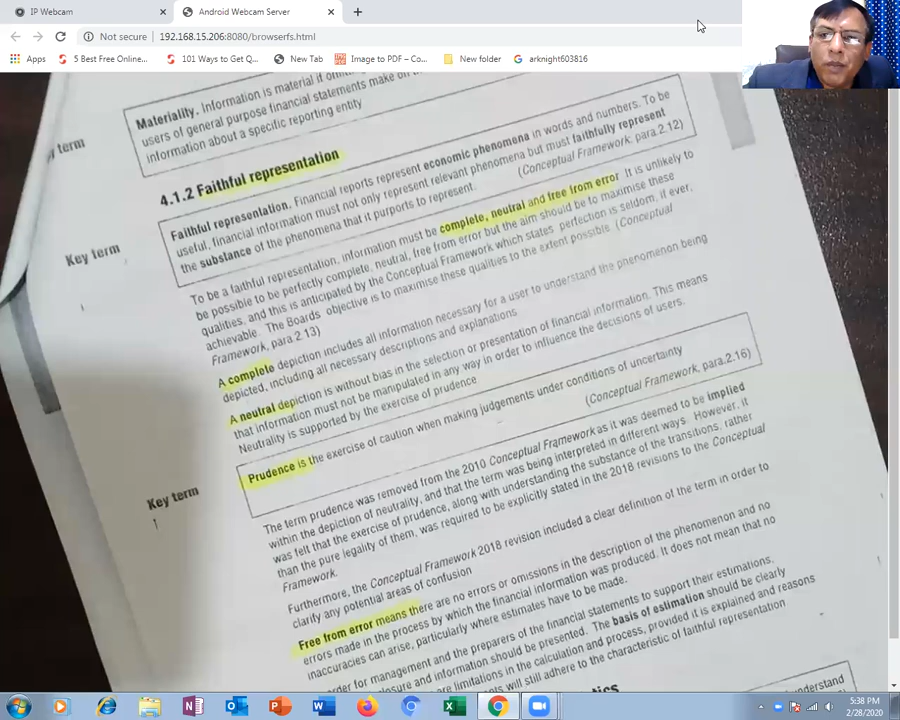 IP Webcam
Android Webcam Server
Not secure
192.168.15.206:8080/browserfs.html
Apps
5 Best Free Online...
101 Ways to Get Q...
New Tab
Image to PDF – Co...
New folder
arknight603816
Materiality. Information is material if
users of general purpose financial statements make on
information about a specific reporting entity
term
4.1.2 Faithful representation
Key term
Faithful representation. Financial reports represent economic phenomena in words and numbers. To be
useful, financial information must not only represent relevant phenomena but must faithfully represent
the substance of the phenomena that it purports to represent.
(Conceptual Framework: para.2.12)
To be a faithful representation, information must be complete, neutral and free from error. It is unlikely to
be possible to be perfectly complete, neutral, free from error but the aim should be to maximise these
qualities, and this is anticipated by the Conceptual Framework which states perfection is seldom, if ever,
achievable. The Boards objective is to maximise these qualities to the extent possible. (Conceptual
Framework, para.2.13)
A complete depiction includes all information necessary for a user to understand the phenomenon being
depicted, including all necessary descriptions and explanations.
A neutral depiction is without bias in the selection or presentation of financial information. This means
that information must not be manipulated in any way in order to influence the decisions of users.
Neutrality is supported by the exercise of prudence
Key term
Prudence is the exercise of caution when making judgements under conditions of uncertainty
(Conceptual Framework, para.2.16)
The term prudence was removed from the 2010 Conceptual Framework as it was deemed to be implied
within the depiction of neutrality, and that the term was being interpreted in different ways. However, it
was felt that the exercise of prudence, along with understanding the substance of the transitions, rather
than the pure legality of them, was required to be explicitly stated in the 2018 revisions to the Conceptual
Framework.
Furthermore, the Conceptual Framework 2018 revision included a clear definition of the term in order to
clarify any potential areas of confusion
Free from error means there are no errors or omissions in the description of the phenomenon and no
errors made in the process by which the financial information was produced. It does not mean that no
inaccuracies can arise, particularly where estimates have to be made.
order for management and the preparers of the financial statements to support their estimations,
closure and information should be presented. The basis of estimation should be clearly
are limitations in the calculation and process, provided it is explained and reasons
ts will still adhere to the characteristic of faithful representation
understand
5:38 PM
2/28/2020